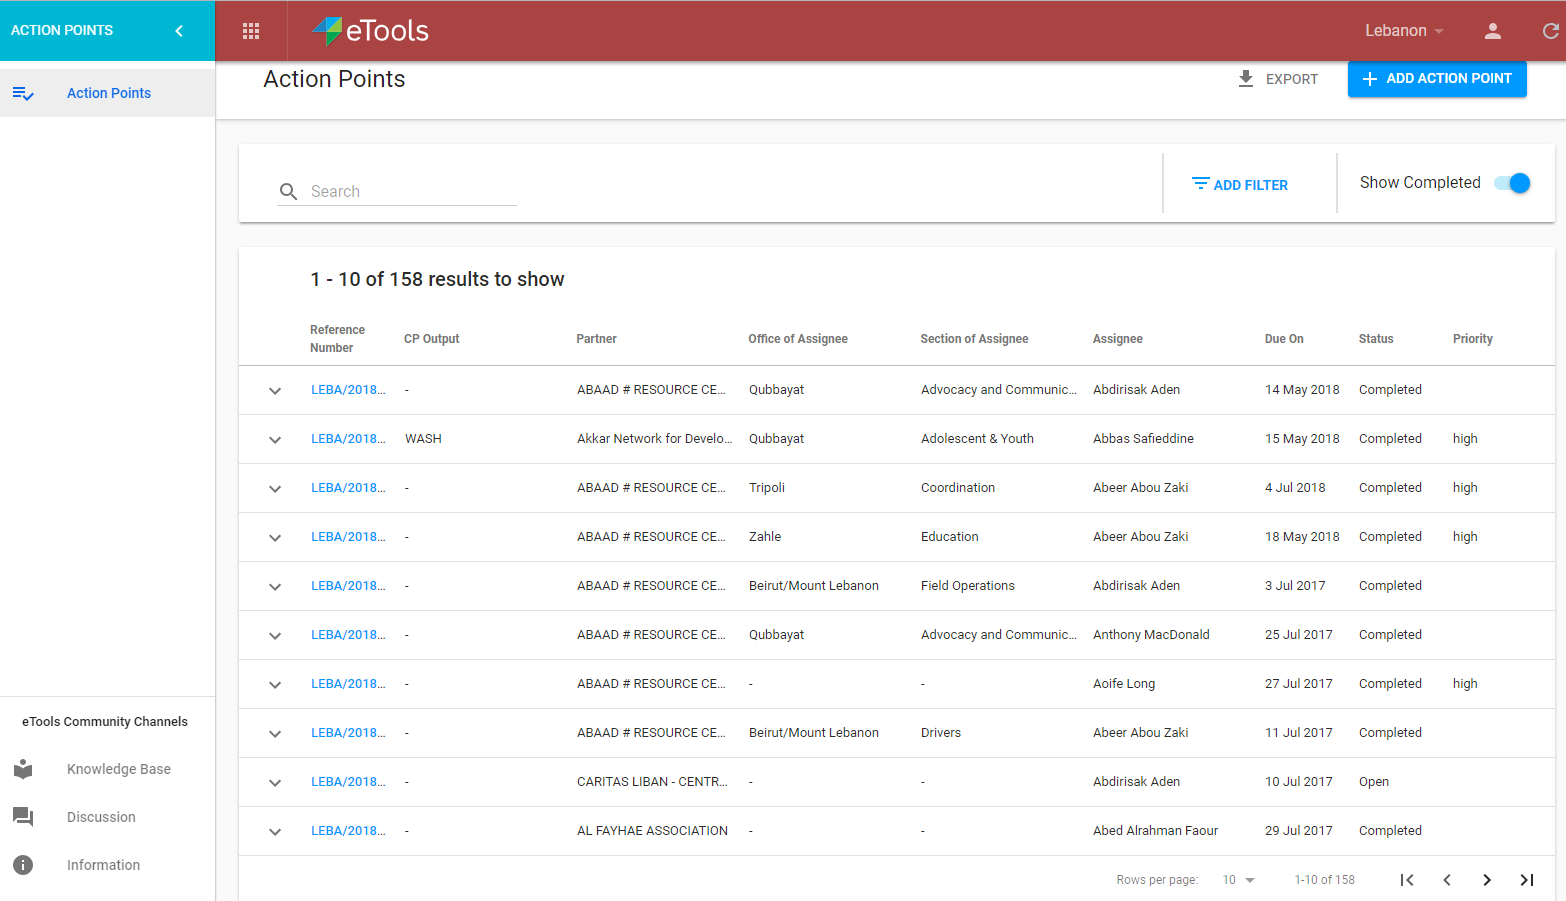 ACTION POINTS
eTools
Lebanon
Action Points
Action Points
EXPORT
ADD ACTION POINT
Search
ADD FILTER
Show Completed
1 - 10 of 158 results to show
Reference Number CP Output Partner Office of Assignee Section of Assignee Assignee Due On Status Priority
LEBA/2018... - ABAAD # RESOURCE CE... Qubbayat Advocacy and Communic... Abdirisak Aden 14 May 2018 Completed
LEBA/2018... WASH Akkar Network for Develo... Qubbayat Adolescent & Youth Abbas Safieddine 15 May 2018 Completed high
LEBA/2018... - ABAAD # RESOURCE CE... Tripoli Coordination Abeer Abou Zaki 4 Jul 2018 Completed high
LEBA/2018... - ABAAD # RESOURCE CE... Zahle Education Abeer Abou Zaki 18 May 2018 Completed high
LEBA/2018... - ABAAD # RESOURCE CE... Beirut/Mount Lebanon Field Operations Abdirisak Aden 3 Jul 2017 Completed
LEBA/2018... - ABAAD # RESOURCE CE... Qubbayat Advocacy and Communic... Anthony MacDonald 25 Jul 2017 Completed
LEBA/2018... - ABAAD # RESOURCE CE... - - Aoife Long 27 Jul 2017 Completed high
LEBA/2018... - ABAAD # RESOURCE CE... Beirut/Mount Lebanon Drivers Abeer Abou Zaki 11 Jul 2017 Completed
LEBA/2018... - CARITAS LIBAN - CENTR... - - Abdirisak Aden 10 Jul 2017 Open
LEBA/2018... - AL FAYHAE ASSOCIATION - - Abed Alrahman Faour 29 Jul 2017 Completed
Rows per page: 10 1-10 of 158
eTools Community Channels
Knowledge Base
Discussion
Information